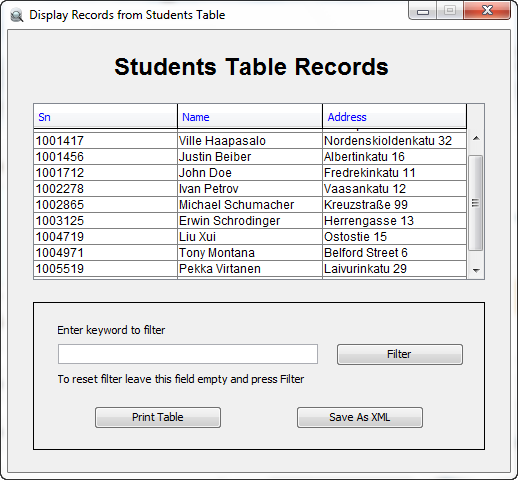 Display Records from Students Table
Students Table Records
Sn Name Address
1001417 Ville Haapasalo Nordenskioldenkatu 32
1001456 Justin Beiber Albertinkatu 16
1001712 John Doe Fredrekinkatu 11
1002278 Ivan Petrov Vaasankatu 12
1002865 Michael Schumacher Kreuzstraße 99
1003125 Erwin Schrodinger Herrengasse 13
1004719 Liu Xui Ostostie 15
1004971 Tony Montana Belford Street 6
1005519 Pekka Virtanen Laivurinkatu 29
Enter keyword to filter
Filter
To reset filter leave this field empty and press Filter
Print Table Save As XML